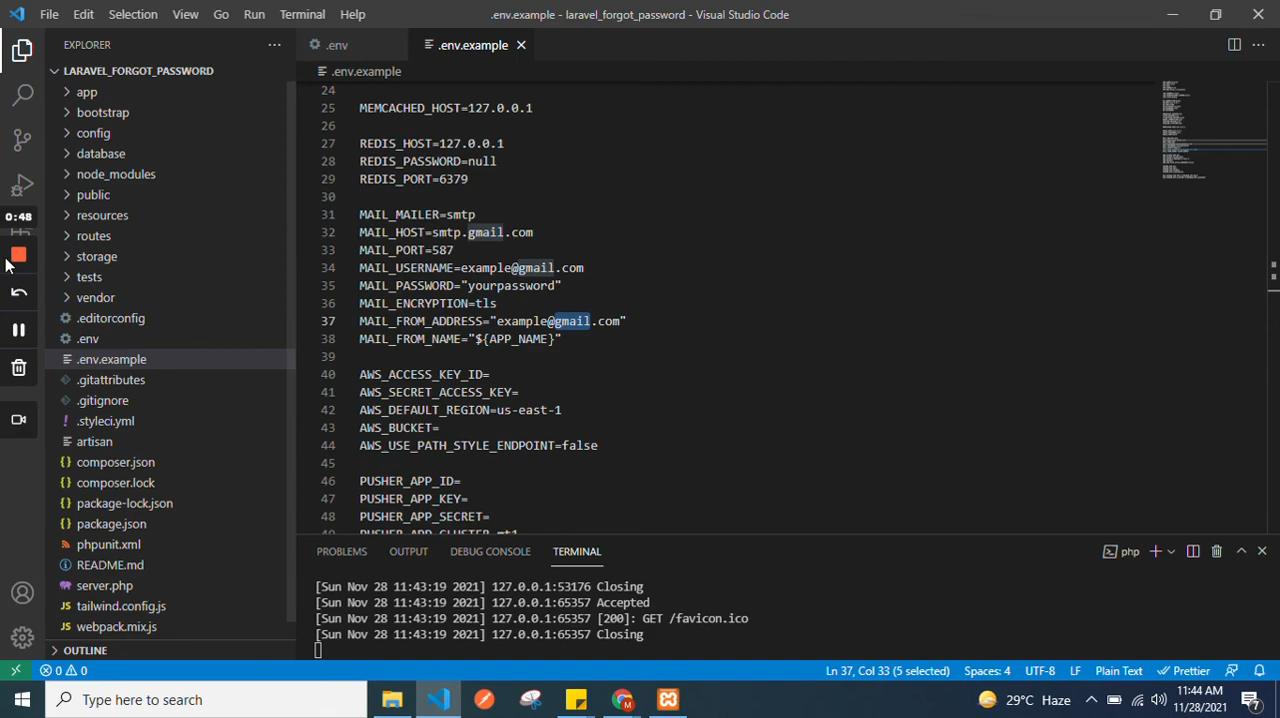 File Edit Selection View Go Run Terminal Help
.env.example - laravel_forgot_password - Visual Studio Code
EXPLORER
.env
.env.example
LARAVEL_FORGOT_PASSWORD
.env.example
app
bootstrap
config
database
node_modules
public
resources
routes
storage
tests
vendor
.editorconfig
.env
.env.example
.gitattributes
.gitignore
.styleci.yml
artisan
composer.json
composer.lock
package-lock.json
package.json
phpunit.xml
README.md
server.php
tailwind.config.js
webpack.mix.js
OUTLINE
0:48
24
25 MEMCACHED_HOST=127.0.0.1
26
27 REDIS_HOST=127.0.0.1
28 REDIS_PASSWORD=null
29 REDIS_PORT=6379
30
31 MAIL_MAILER=smtp
32 MAIL_HOST=smtp.gmail.com
33 MAIL_PORT=587
34 MAIL_USERNAME=example@gmail.com
35 MAIL_PASSWORD="yourpassword"
36 MAIL_ENCRYPTION=tls
37 MAIL_FROM_ADDRESS="example@gmail.com"
38 MAIL_FROM_NAME="${APP_NAME}"
39
40 AWS_ACCESS_KEY_ID=
41 AWS_SECRET_ACCESS_KEY=
42 AWS_DEFAULT_REGION=us-east-1
43 AWS_BUCKET=
44 AWS_USE_PATH_STYLE_ENDPOINT=false
45
46 PUSHER_APP_ID=
47 PUSHER_APP_KEY=
48 PUSHER_APP_SECRET=
49 PUSHER_APP_CLUSTER=mt1
PROBLEMS OUTPUT DEBUG CONSOLE TERMINAL
php
[Sun Nov 28 11:43:19 2021] 127.0.0.1:53176 Closing
[Sun Nov 28 11:43:19 2021] 127.0.0.1:65357 Accepted
[Sun Nov 28 11:43:19 2021] 127.0.0.1:65357 [200]: GET /favicon.ico
[Sun Nov 28 11:43:19 2021] 127.0.0.1:65357 Closing
0 0
Ln 37, Col 33 (5 selected) Spaces: 4 UTF-8 LF Plain Text Prettier
Type here to search
29°C Haze
11:44 AM
11/28/2021
7